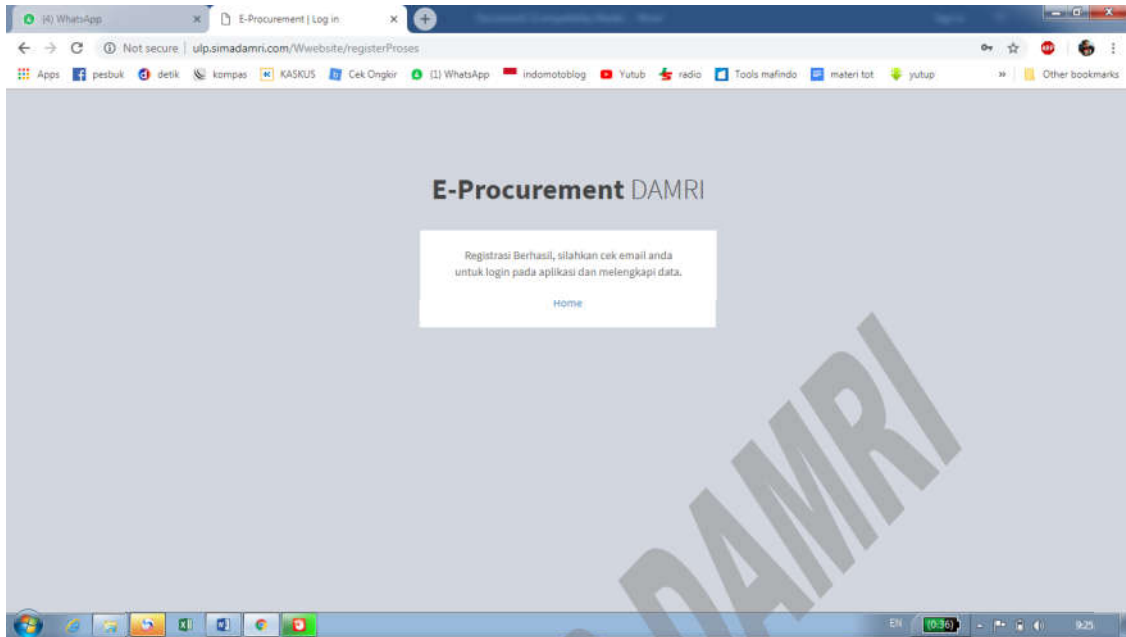 (4) WhatsApp
E-Procurement | Log in
Not secure | ulp.simadamri.com/Wwebsite/registerProses
Apps pesbuk detik kompas KASKUS Cek Ongkir (1) WhatsApp indomotoblog Yutub radio Tools mafindo materi tot yutup » Other bookmarks
E-Procurement DAMRI
Registrasi Berhasil, silahkan cek email anda
untuk login pada aplikasi dan melengkapi data.
Home
DAMRI
EN (0:36) 9:25